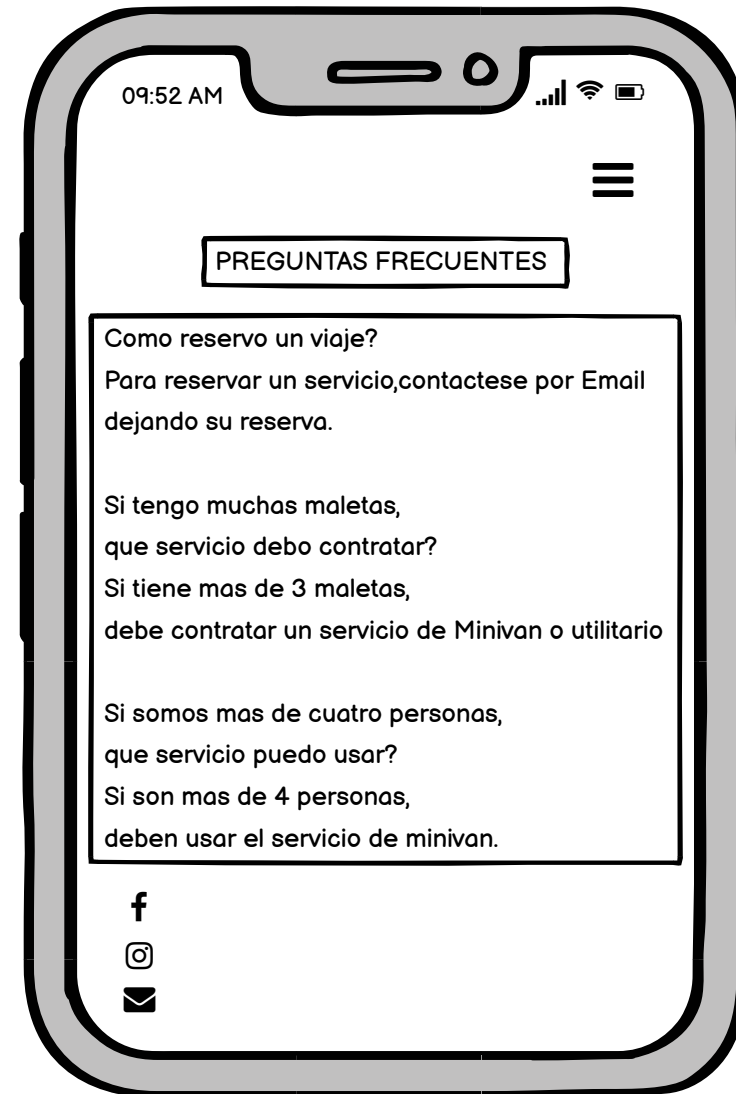 09:52 AM
PREGUNTAS FRECUENTES
Como reservo un viaje?
Para reservar un servicio,contactese por Email
dejando su reserva.
Si tengo muchas maletas,
que servicio debo contratar?
Si tiene mas de 3 maletas,
debe contratar un servicio de Minivan o utilitario
Si somos mas de cuatro personas,
que servicio puedo usar?
Si son mas de 4 personas,
deben usar el servicio de minivan.